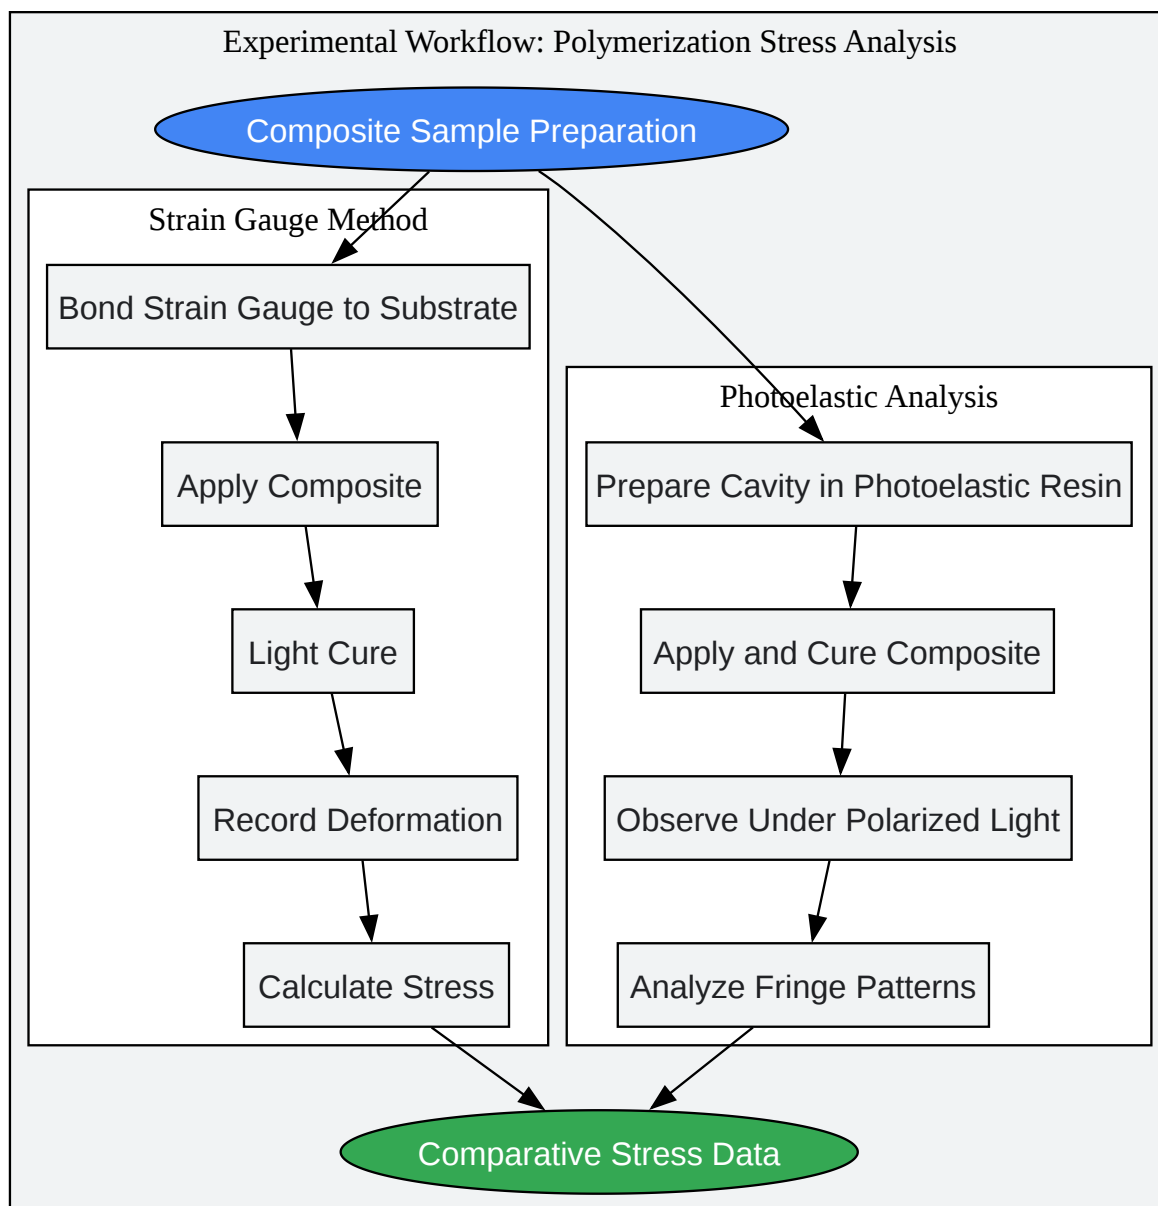 Experimental Workflow: Polymerization Stress Analysis
Composite Sample Preparation
Strain Gauge Method
Bond Strain Gauge to Substrate
Apply Composite
Light Cure
Record Deformation
Calculate Stress
Photoelastic Analysis
Prepare Cavity in Photoelastic Resin
Apply and Cure Composite
Observe Under Polarized Light
Analyze Fringe Patterns
Comparative Stress Data